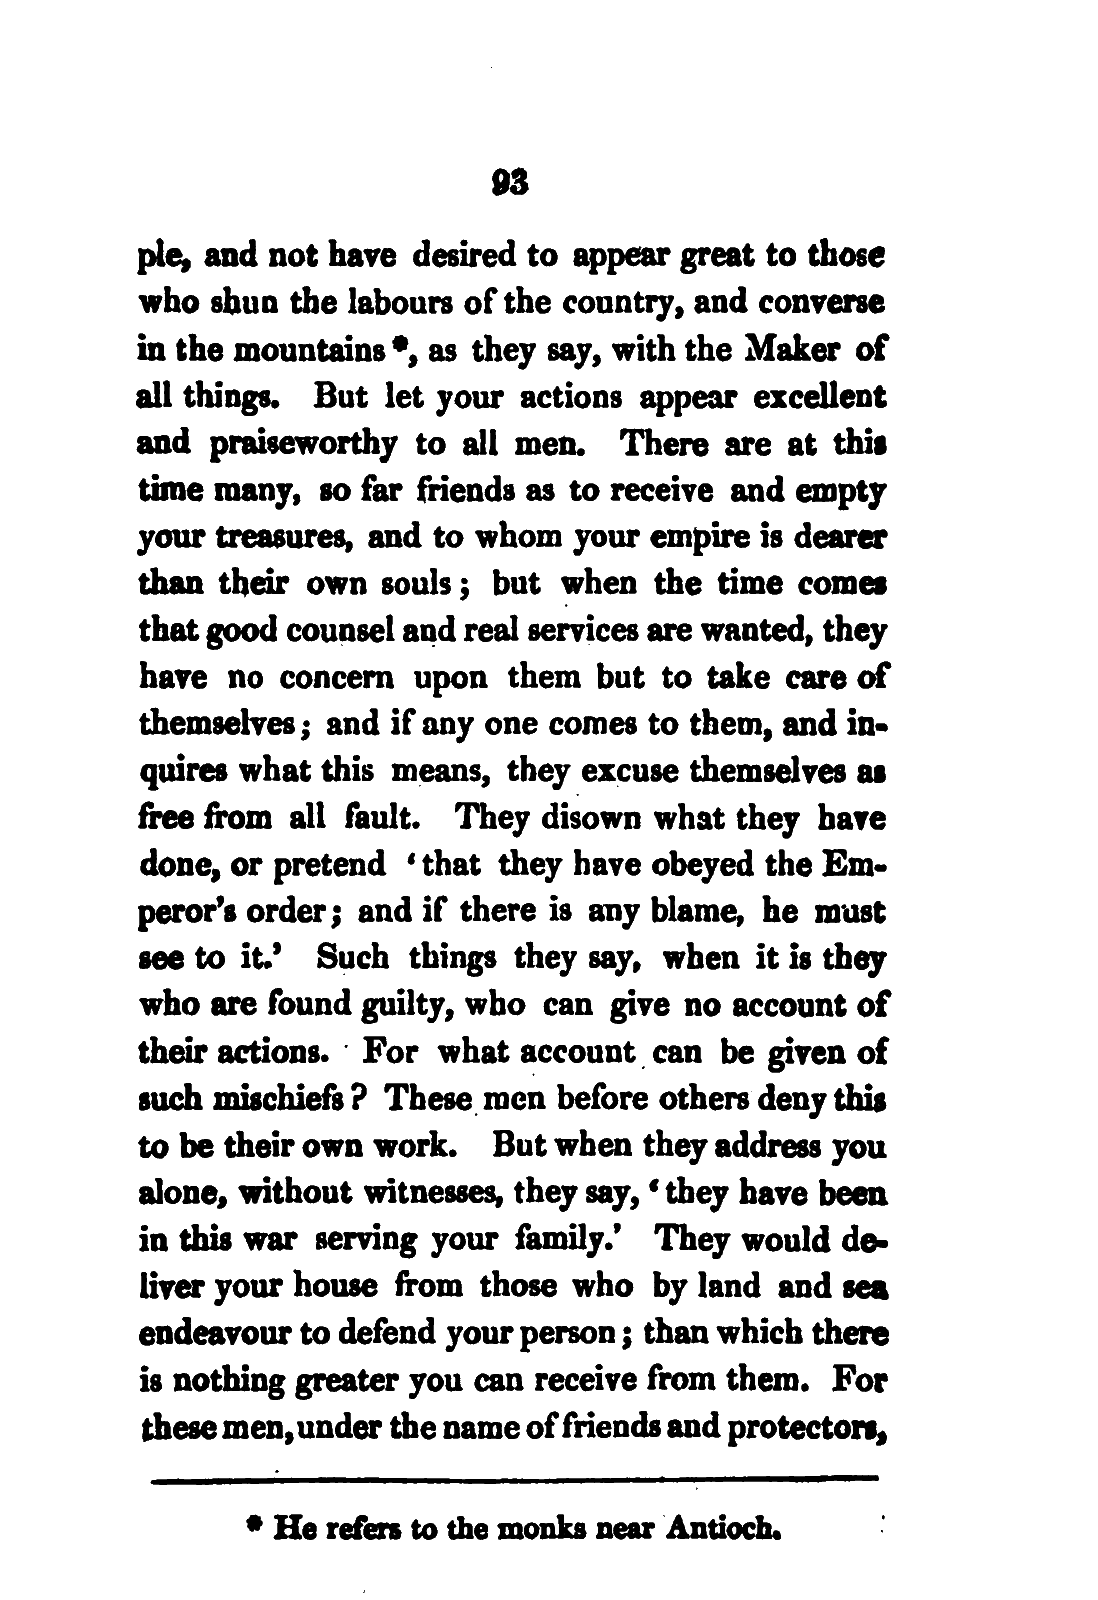 93
ple, and not have desired to appear great to those
who shun the labours of the country, and converse
in the mountains *, as they say, with the Maker of
all things. But let your actions appear excellent
and praiseworthy to all men. There are at this
time many, so far friends as to receive and empty
your treasures, and to whom your empire is dearer
than their own souls; but when the time comes
that good counsel and real services are wanted, they
have no concern upon them but to take care of
themselves; and if any one comes to them, and in-
quires what this means, they excuse themselves as
free from all fault. They disown what they have
done, or pretend ‘that they have obeyed the Em-
peror’s order; and if there is any blame, he must
see to it.’ Such things they say, when it is they
who are found guilty, who can give no account of
their actions. For what account can be given of
such mischiefs? These men before others deny this
to be their own work. But when they address you
alone, without witnesses, they say, ‘they have been
in this war serving your family.’ They would de-
liver your house from those who by land and sea
endeavour to defend your person; than which there
is nothing greater you can receive from them. For
these men, under the name of friends and protectors,
* He refers to the monks near Antioch.